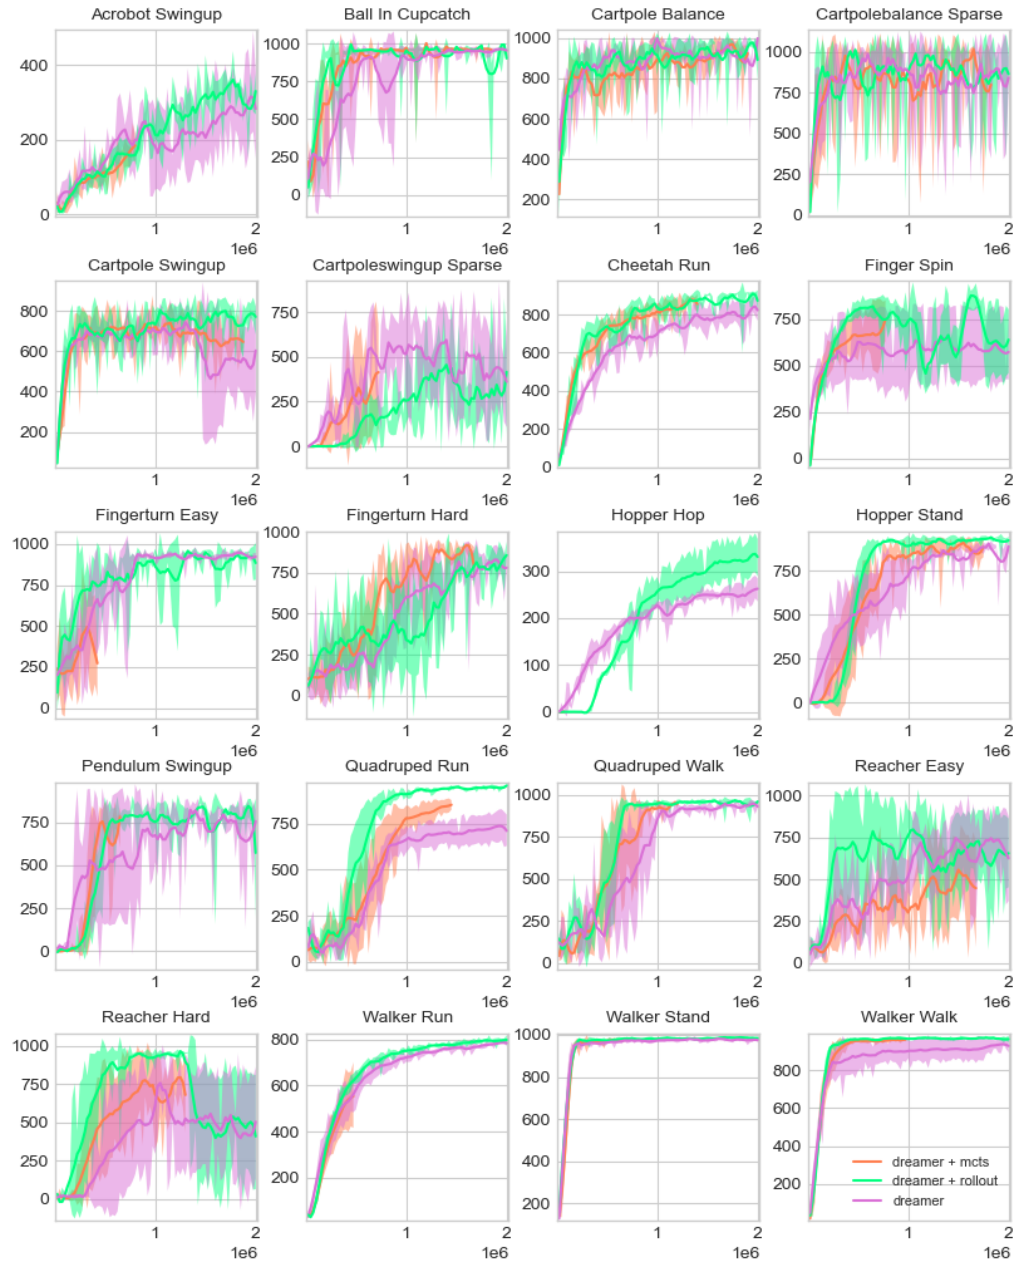 Acrobot Swingup
Ball In Cupcatch
Cartpole Balance
Cartpolebalance Sparse
400
200
0
1 2
1e6
1000
750
500
250
0
1 2
1e6
1000
800
600
400
200
1 2
1e6
1000
750
500
250
0
1 2
1e6
Cartpole Swingup
Cartpoleswingup Sparse
Cheetah Run
Finger Spin
800
600
400
200
1 2
1e6
750
500
250
0
1 2
1e6
800
600
400
200
0
1 2
1e6
750
500
250
0
1 2
1e6
Fingerturn Easy
Fingerturn Hard
Hopper Hop
Hopper Stand
1000
750
500
250
0
1 2
1e6
1000
750
500
250
0
1 2
1e6
300
200
100
0
1 2
1e6
750
500
250
0
1 2
1e6
Pendulum Swingup
Quadruped Run
Quadruped Walk
Reacher Easy
750
500
250
0
1 2
1e6
750
500
250
0
1 2
1e6
1000
750
500
250
0
1 2
1e6
1000
750
500
250
0
1 2
1e6
Reacher Hard
Walker Run
Walker Stand
Walker Walk
1000
750
500
250
0
1 2
1e6
800
600
400
200
1 2
1e6
1000
800
600
400
200
1 2
1e6
800
600
400
200
1 2
1e6
dreamer + mcts
dreamer + rollout
dreamer